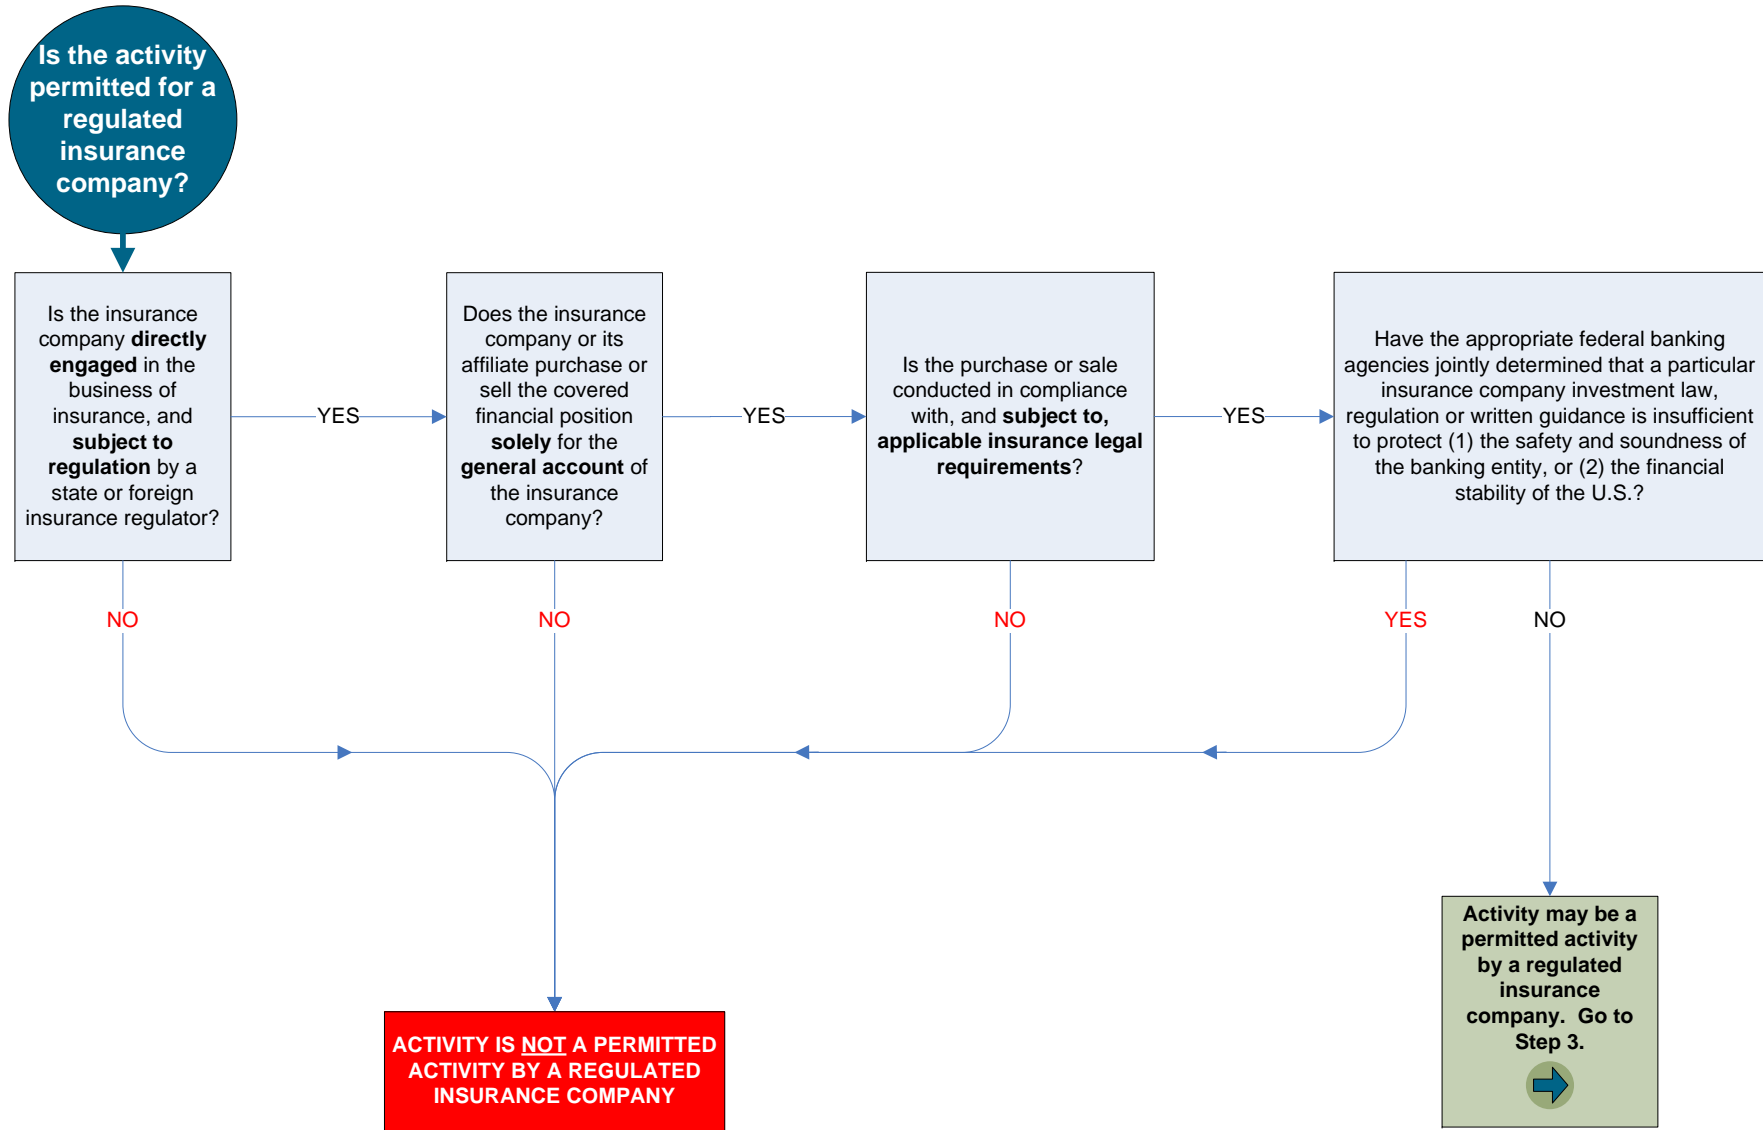 Is the activity
permitted for a
regulated
insurance
company?
Is the insurance
company directly
engaged in the
business of
insurance, and
subject to
regulation by a
state or foreign
insurance regulator?
YES
Does the insurance
company or its
affiliate purchase or
sell the covered
financial position
solely for the
general account of
the insurance
company?
YES
Is the purchase or sale
conducted in compliance
with, and subject to,
applicable insurance legal
requirements?
YES
Have the appropriate federal banking
agencies jointly determined that a particular
insurance company investment law,
regulation or written guidance is insufficient
to protect (1) the safety and soundness of
the banking entity, or (2) the financial
stability of the U.S.?
NO
NO
NO
YES
NO
Activity may be a
permitted activity
by a regulated
insurance
company.  Go to
Step 3.
ACTIVITY IS NOT A PERMITTED
ACTIVITY BY A REGULATED
INSURANCE COMPANY